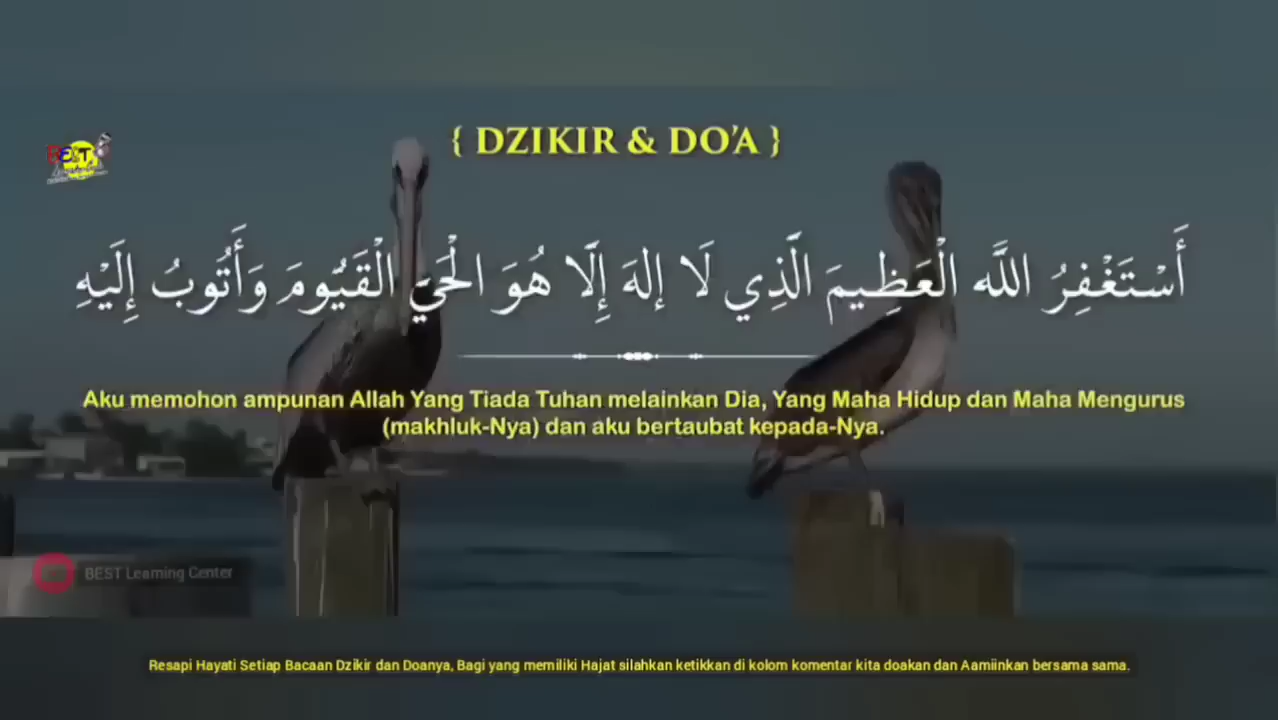 { DZIKIR & DO'A }
أَسْتَغْفِرُ اللَّه الْعَظِيمَ الَّذِي لَا إلهَ إِلَّا هُوَ الْحَيَّ الْقَيُّومَ وَأَتُوبُ إِلَيْهِ
Aku memohon ampunan Allah Yang Tiada Tuhan melainkan Dia, Yang Maha Hidup dan Maha Mengurus
(makhluk-Nya) dan aku bertaubat kepada-Nya.
BEST Learning Center
Resapi Hayati Setiap Bacaan Dzikir dan Doanya, Bagi yang memiliki Hajat silahkan ketikkan di kolom komentar kita doakan dan Aamiinkan bersama sama.